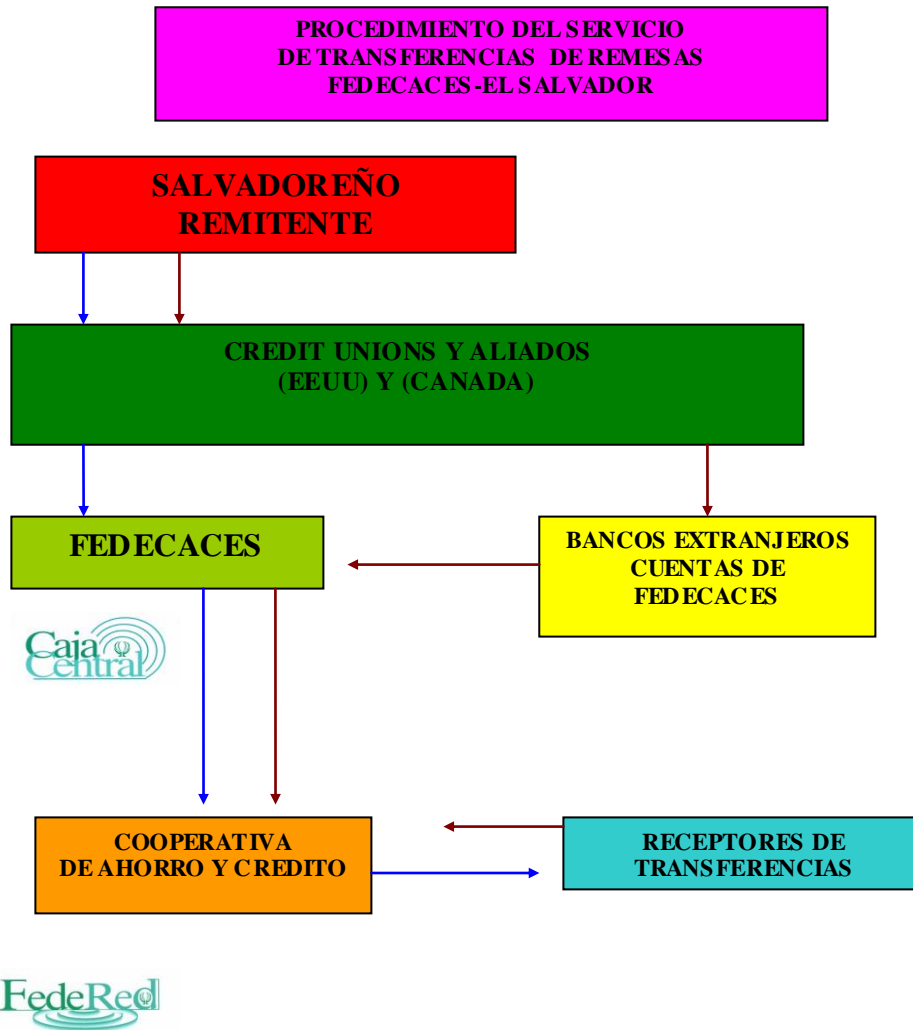 PROCEDIMIENTO DEL SERVICIO
DE TRANSFERENCIAS DE REMESAS
FEDECACES-EL SALVADOR
SALVADOREÑO
REMITENTE
CREDIT UNIONS Y ALIADOS
(EEUU) Y (CANADA)
FEDECACES
BANCOS EXTRANJEROS
CUENTAS DE
FEDECACES
Caja
Central
COOPERATIVA
DE AHORRO Y CREDITO
RECEPTORES DE
TRANSFERENCIAS
FedeRed